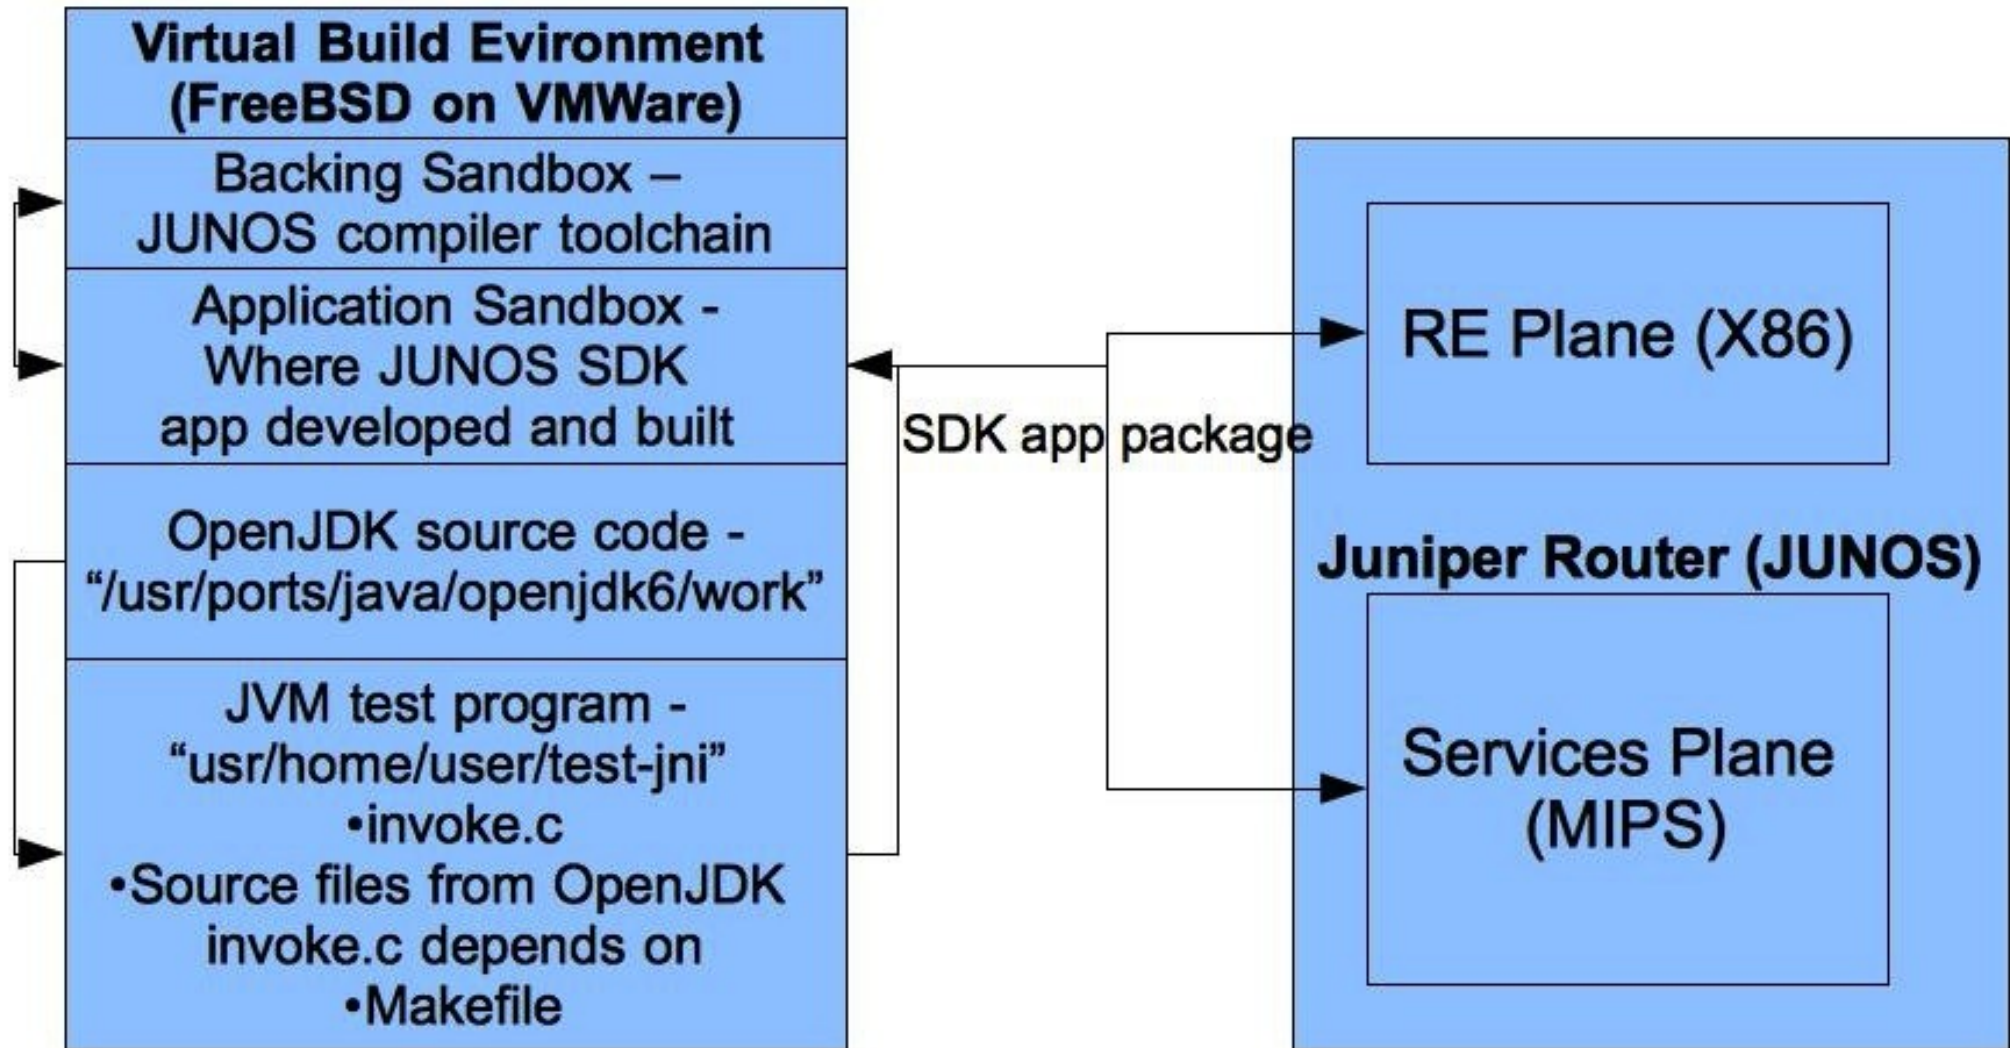 Virtual Build Evironment
(FreeBSD on VMWare)
Backing Sandbox –
JUNOS compiler toolchain
Application Sandbox -
Where JUNOS SDK
app developed and built
OpenJDK source code -
“/usr/ports/java/openjdk6/work”
JVM test program -
“usr/home/user/test-jni”
•invoke.c
•Source files from OpenJDK
invoke.c depends on
•Makefile
SDK app package
RE Plane (X86)
Juniper Router (JUNOS)
Services Plane
(MIPS)